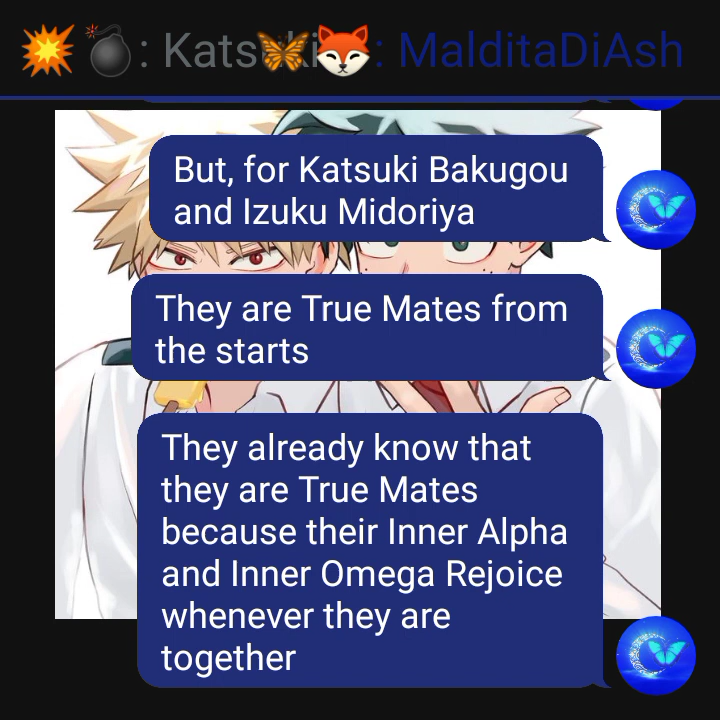 💥💣: Katsuki🦋🦊: MalditaDiAsh
But, for Katsuki Bakugou
and Izuku Midoriya
They are True Mates from
the starts
They already know that
they are True Mates
because their Inner Alpha
and Inner Omega Rejoice
whenever they are
together